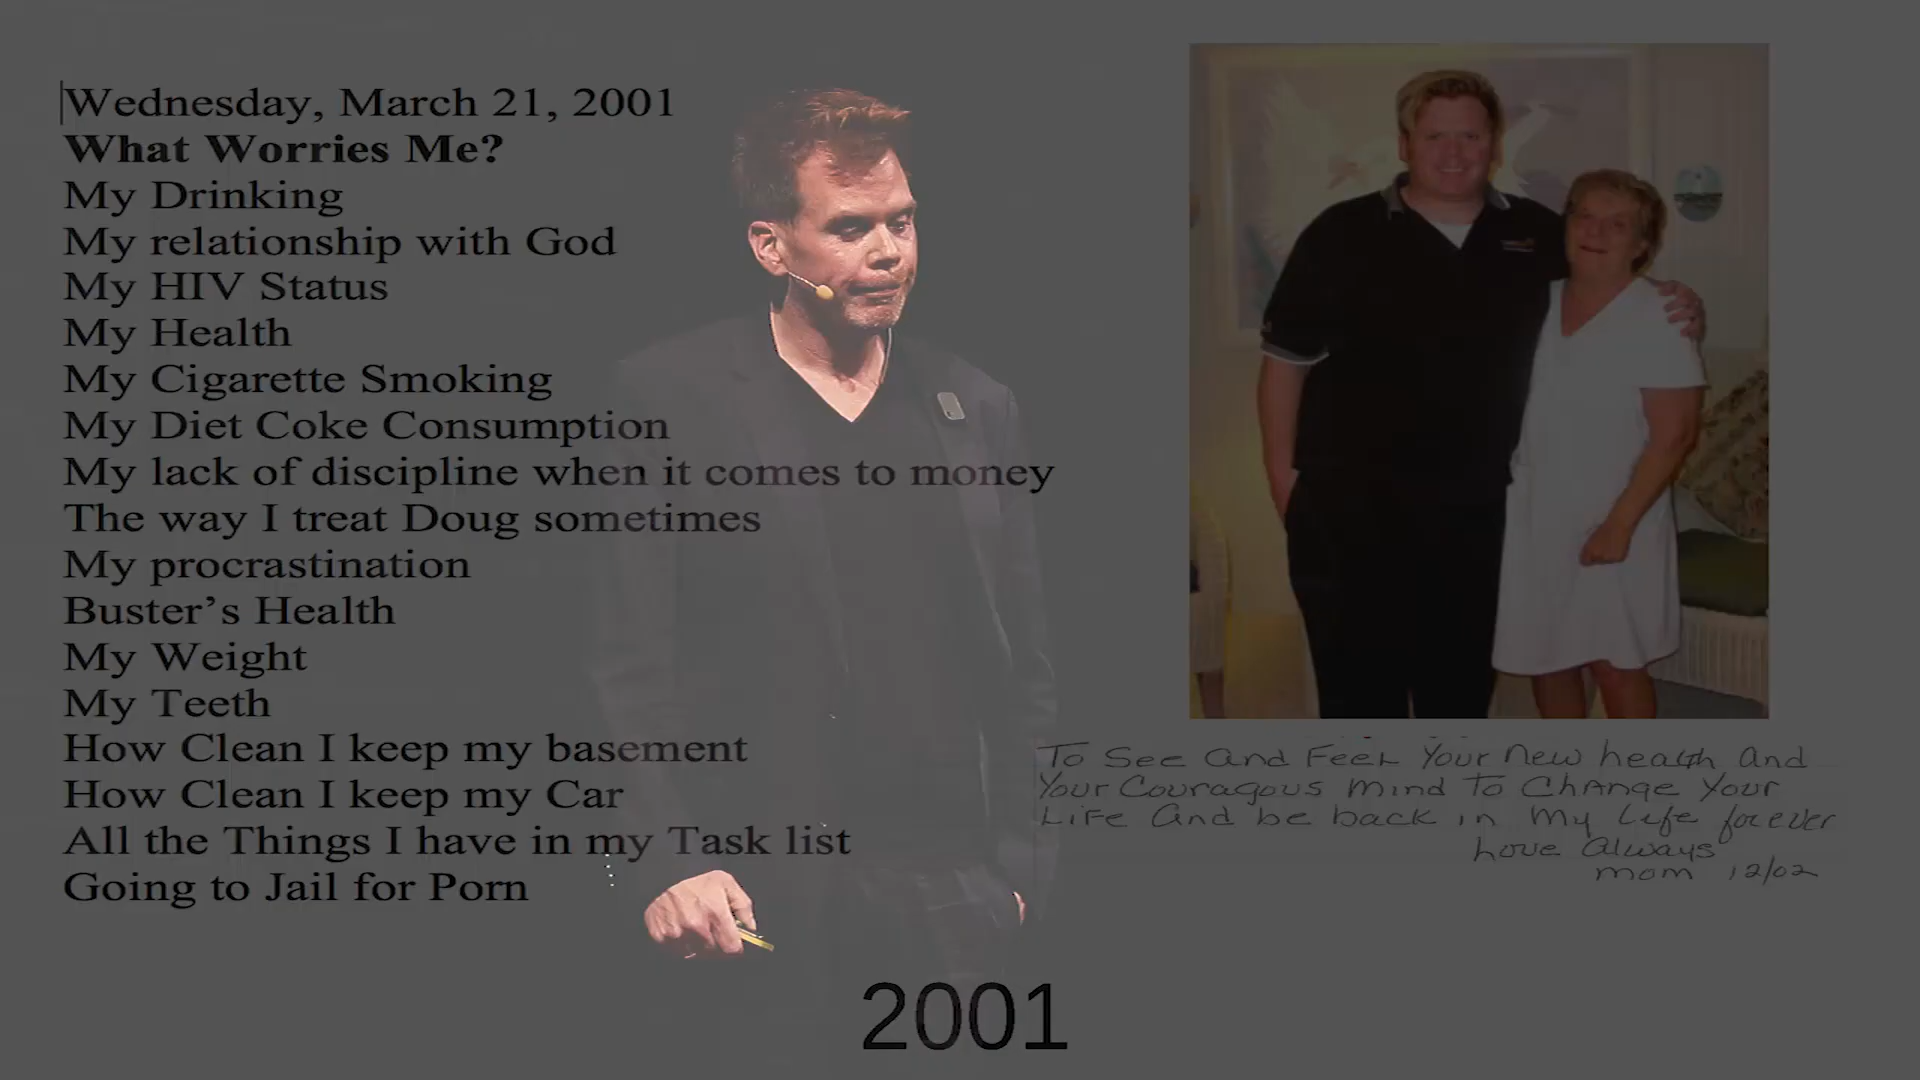 Wednesday, March 21, 2001
What Worries Me?
My Drinking
My relationship with God
My HIV Status
My Health
My Cigarette Smoking
My Diet Coke Consumption
My lack of discipline when it comes to money
The way I treat Doug sometimes
My procrastination
Buster’s Health
My Weight
My Teeth
How Clean I keep my basement
How Clean I keep my Car
All the Things I have in my Task list
Going to Jail for Porn
To See and Feel Your New health and
Your Couragous Mind To Change Your
Life And be back in My Life forever
Love Always
mom 12/02
2001